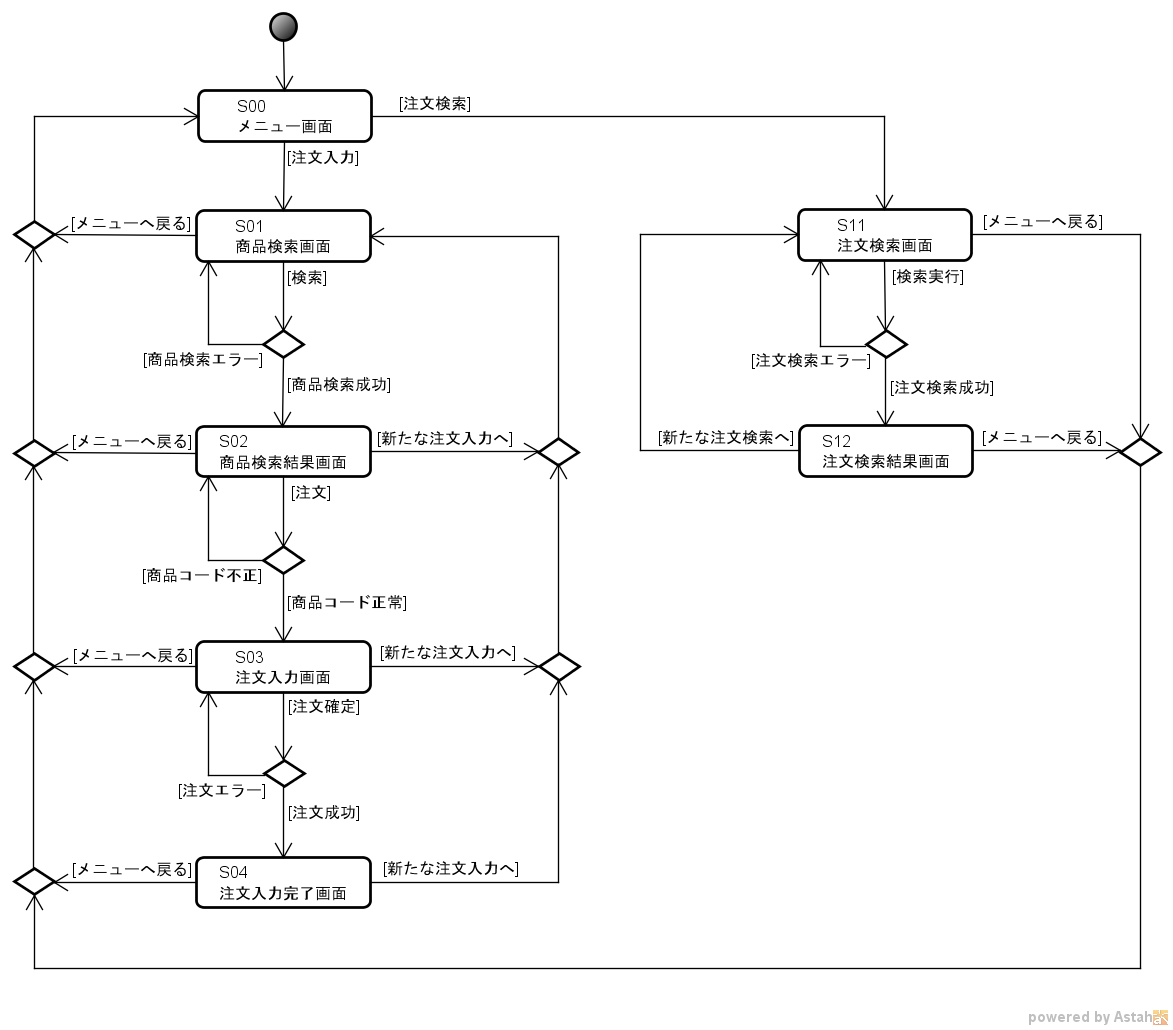 S00
メニュー画面
[注文検索]
[注文入力]
[メニューへ戻る]
S01
商品検索画面
S11
注文検索画面
[メニューへ戻る]
[検索]
[検索実行]
[商品検索エラー]
[注文検索エラー]
[商品検索成功]
[注文検索成功]
[メニューへ戻る]
S02
商品検索結果画面
[新たな注文入力へ]
[新たな注文検索へ]
S12
注文検索結果画面
[メニューへ戻る]
[注文]
[商品コード不正]
[商品コード正常]
[メニューへ戻る]
S03
注文入力画面
[新たな注文入力へ]
[注文確定]
[注文エラー]
[注文成功]
[メニューへ戻る]
S04
注文入力完了画面
[新たな注文入力へ]
powered by Astah